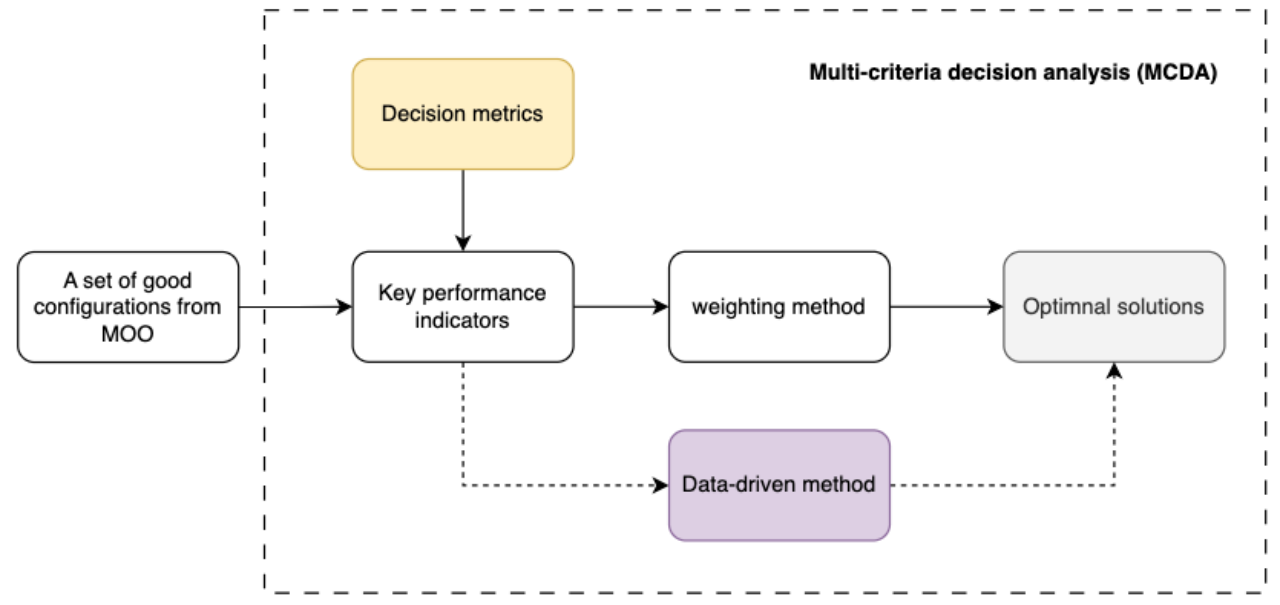 Multi-criteria decision analysis (MCDA)
Decision metrics
A set of good
configurations from
MOO
Key performance
indicators
weighting method
Optimnal solutions
Data-driven method